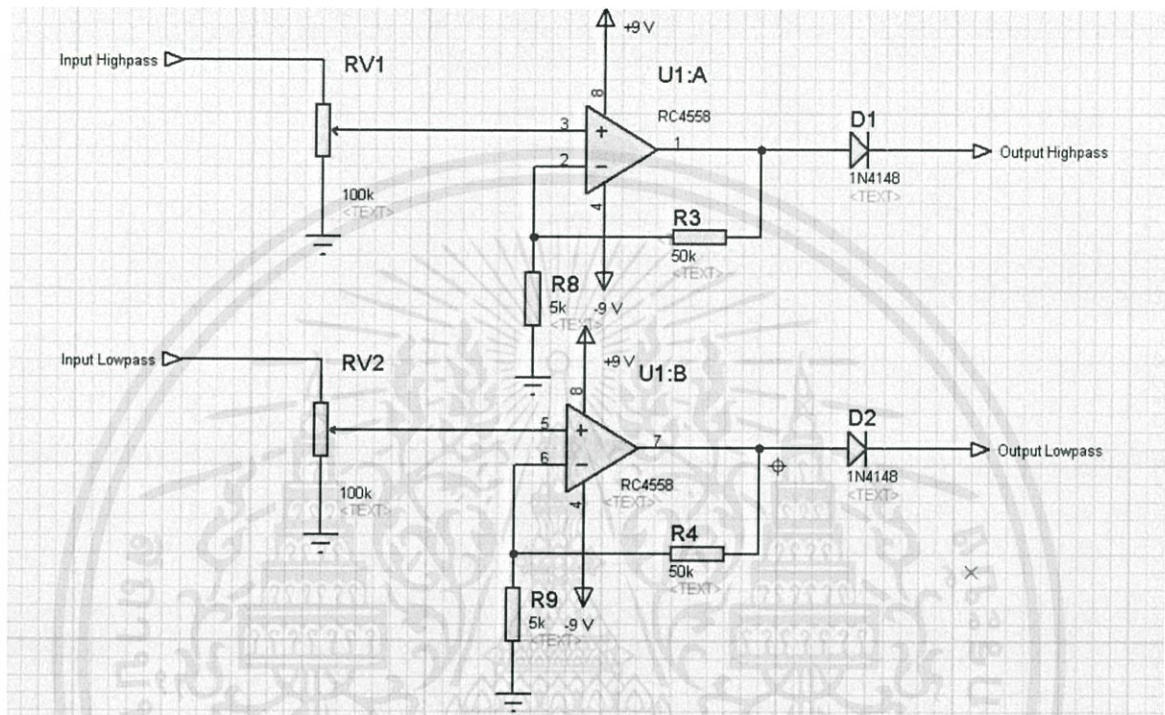 +9 V
Input Highpass
RV1
U1:A
8
RC4558
D1
3
+
1
Output Highpass
2
−
1N4148
<TEXT>
100k
<TEXT>
4
R3
50k
<TEXT>
R8
5k
<TEXT>
-9 V
Input Lowpass
RV2
+9 V
U1:B
8
D2
5
+
7
Output Lowpass
6
−
RC4558
<TEXT>
1N4148
<TEXT>
100k
<TEXT>
4
R4
50k
<TEXT>
R9
5k
<TEXT>
-9 V